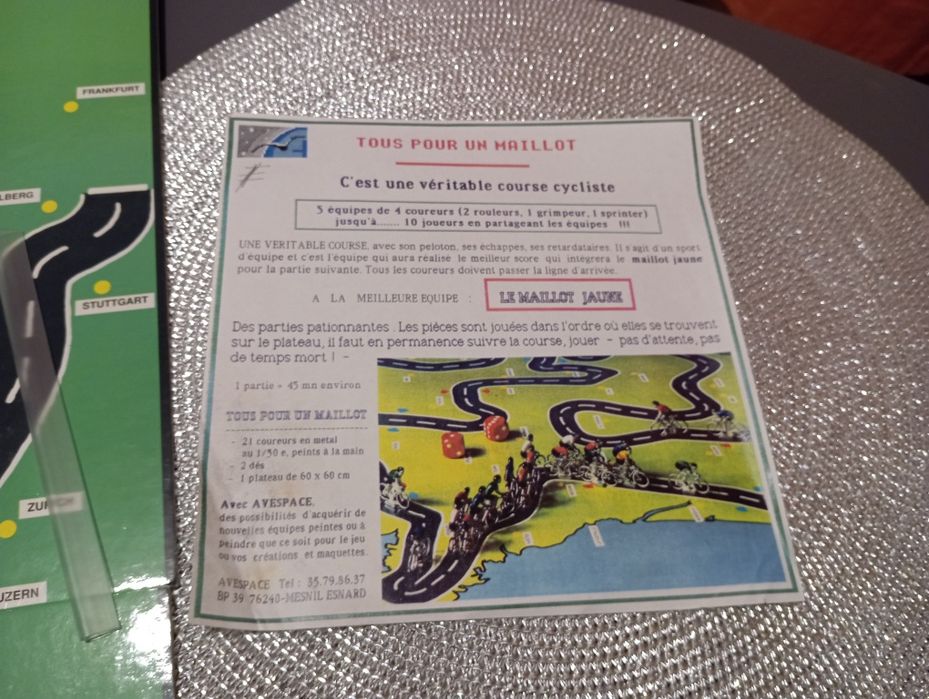 FRANKFURT
LBERG
STUTTGART
ZURICH
UZERN
TOUS POUR UN MAILLOT
C'est une véritable course cycliste
5 équipes de 4 coureurs (2 rouleurs, 1 grimpeur, 1 sprinter)
jusqu'à....... 10 joueurs en partageant les équipes !!!
UNE VERITABLE COURSE, avec son peloton, ses échappes, ses retardataires. Il s'agit d'un sport
d'équipe et c'est l'équipe qui aura réalise le meilleur score qui intégrera le maillot jaune
pour la partie suivante. Tous les coureurs doivent passer la ligne d'arrivée.
A LA MEILLEURE EQUIPE : LE MAILLOT JAUNE
Des parties pationnantes . Les pièces sont jouées dans l'ordre où elles se trouvent
sur le plateau, il faut en permanence suivre la course, jouer - pas d'attente, pas
de temps mort ! -
1 partie = 45 mn environ
TOUS POUR UN MAILLOT
- 21 coureurs en metal
au 1/50 e, peints à la main
- 2 dés
- 1 plateau de 60 x 60 cm
Avec AVESPACE,
des possibilités d'acquérir de
nouvelles équipes peintes ou à
peindre que ce soit pour le jeu
ou vos créations et maquettes.
AVESPACE Tel : 35.79.86.37
BP 39 76240-MESNIL ESNARD